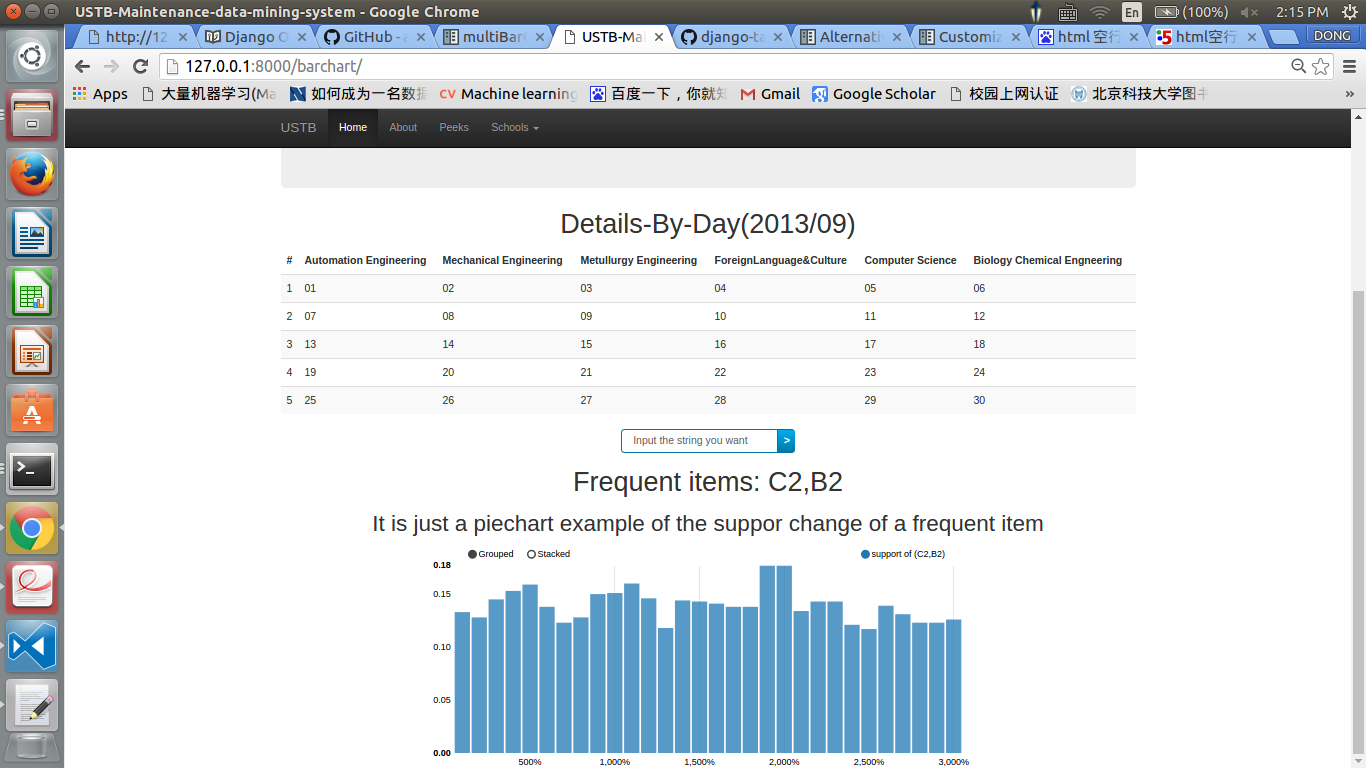 USTB-Maintenance-data-mining-system - Google Chrome
En (100%) 2:15 PM
http://12 Django O GitHub - a multiBar USTB-Mai django-ta Alternativ Customiz html 空行 html空行 DONG
127.0.0.1:8000/barchart/
Apps 大量机器学习(Ma 如何成为一名数据 CV Machine learning 百度一下，你就知 Gmail Google Scholar 校园上网认证 北京科技大学图书 »
USTB Home About Peeks Schools
Details-By-Day(2013/09)
# Automation Engineering Mechanical Engineering Metullurgy Engineering ForeignLanguage&Culture Computer Science Biology Chemical Engneering
1 01 02 03 04 05 06
2 07 08 09 10 11 12
3 13 14 15 16 17 18
4 19 20 21 22 23 24
5 25 26 27 28 29 30
Input the string you want >
Frequent items: C2,B2
It is just a piechart example of the suppor change of a frequent item
Grouped Stacked support of (C2,B2)
0.18
0.15
0.10
0.05
0.00
500% 1,000% 1,500% 2,000% 2,500% 3,000%